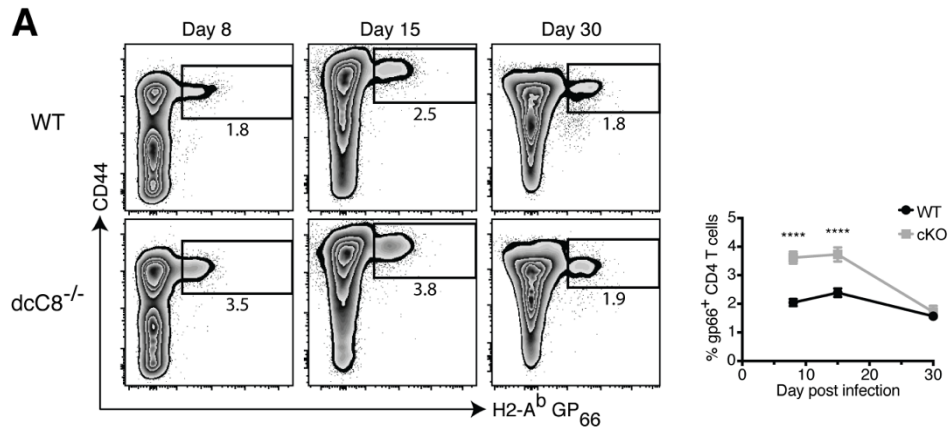 A
Day 8
Day 15
Day 30
WT
1.8
2.5
1.8
CD44
dcC8-/-
3.5
3.8
1.9
H2-Ab GP66
WT
cKO
% gp66+ CD4 T cells
5
4
3
2
1
0
****
****
0
10
20
30
Day post infection